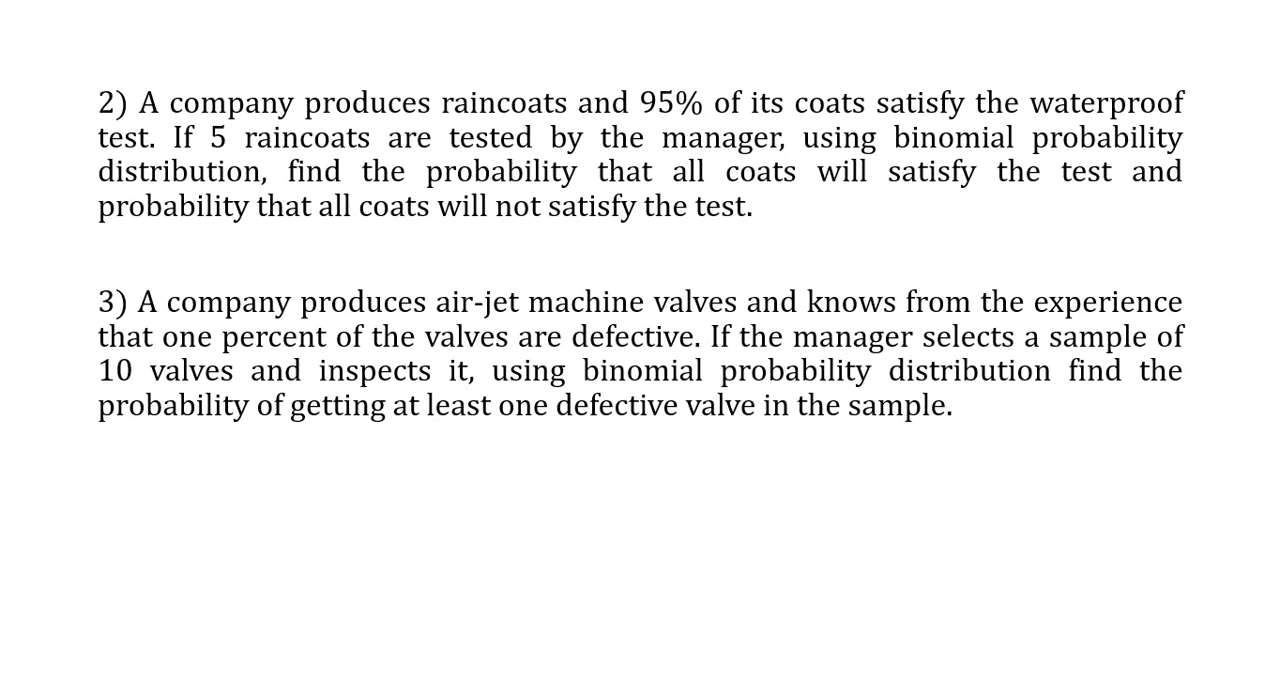 2) A company produces raincoats and 95% of its coats satisfy the waterproof
test. If 5 raincoats are tested by the manager, using binomial probability
distribution, find the probability that all coats will satisfy the test and
probability that all coats will not satisfy the test.
3) A company produces air-jet machine valves and knows from the experience
that one percent of the valves are defective. If the manager selects a sample of
10 valves and inspects it, using binomial probability distribution find the
probability of getting at least one defective valve in the sample.